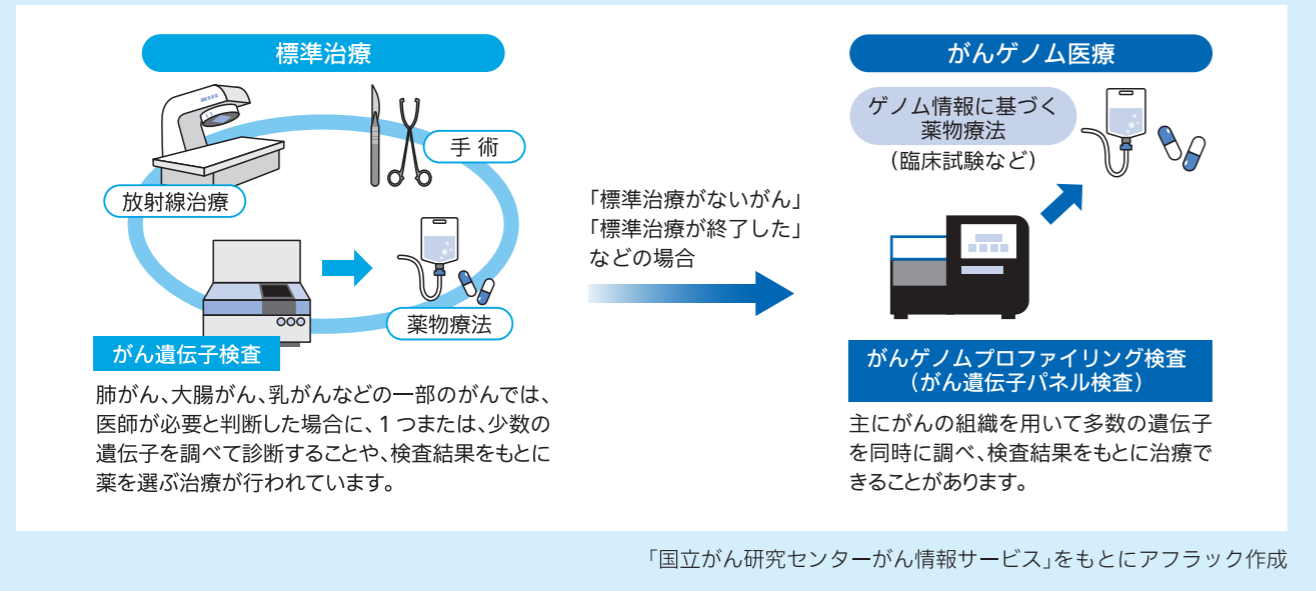 標準治療
手術
放射線治療
薬物療法
がん遺伝子検査
肺がん、大腸がん、乳がんなどの一部のがんでは、
医師が必要と判断した場合に、1つまたは、少数の
遺伝子を調べて診断することや、検査結果をもとに
薬を選ぶ治療が行われています。
「標準治療がないがん」
「標準治療が終了した」
などの場合
がんゲノム医療
ゲノム情報に基づく
薬物療法
(臨床試験など)
がんゲノムプロファイリング検査
(がん遺伝子パネル検査)
主にがんの組織を用いて多数の遺伝子
を同時に調べ、検査結果をもとに治療で
きることがあります。
「国立がん研究センターがん情報サービス」をもとにアフラック作成